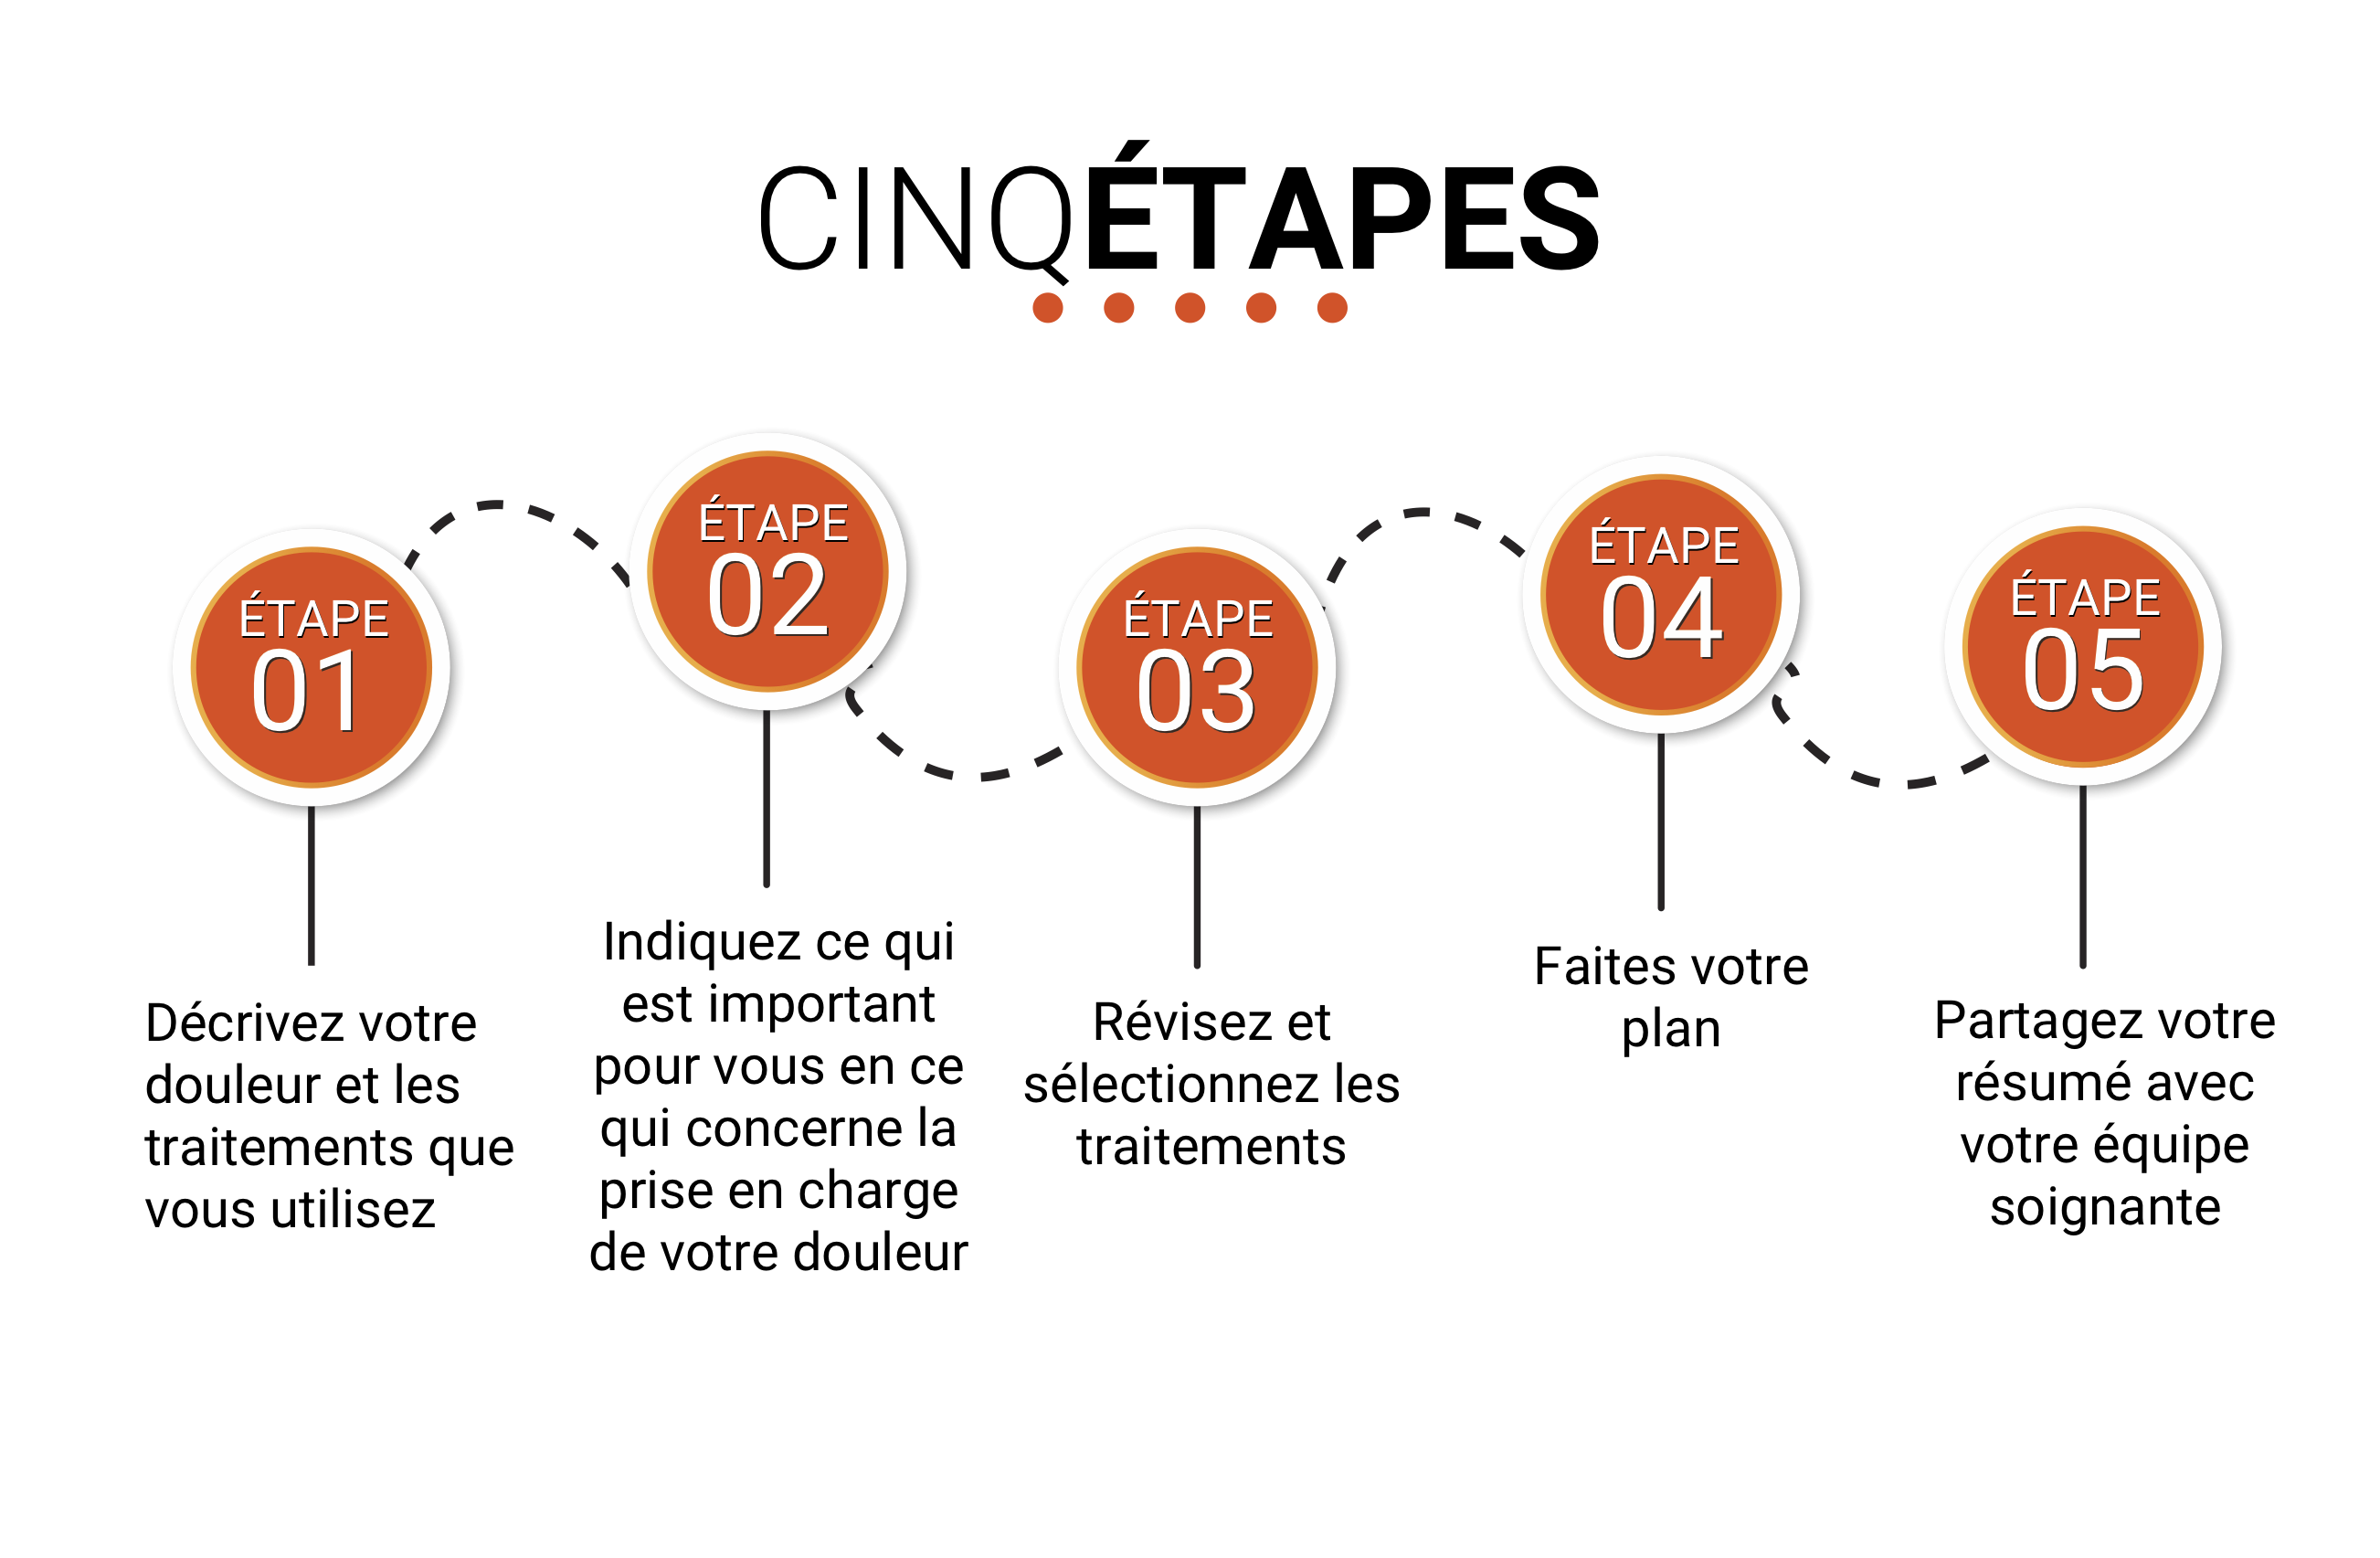 CINQÉTAPES
ÉTAPE
01
Décrivez votre
douleur et les
traitements que
vous utilisez
ÉTAPE
02
Indiquez ce qui
est important
pour vous en ce
qui concerne la
prise en charge
de votre douleur
ÉTAPE
03
Révisez et
sélectionnez les
traitements
ÉTAPE
04
Faites votre
plan
ÉTAPE
05
Partagez votre
résumé avec
votre équipe
soignante